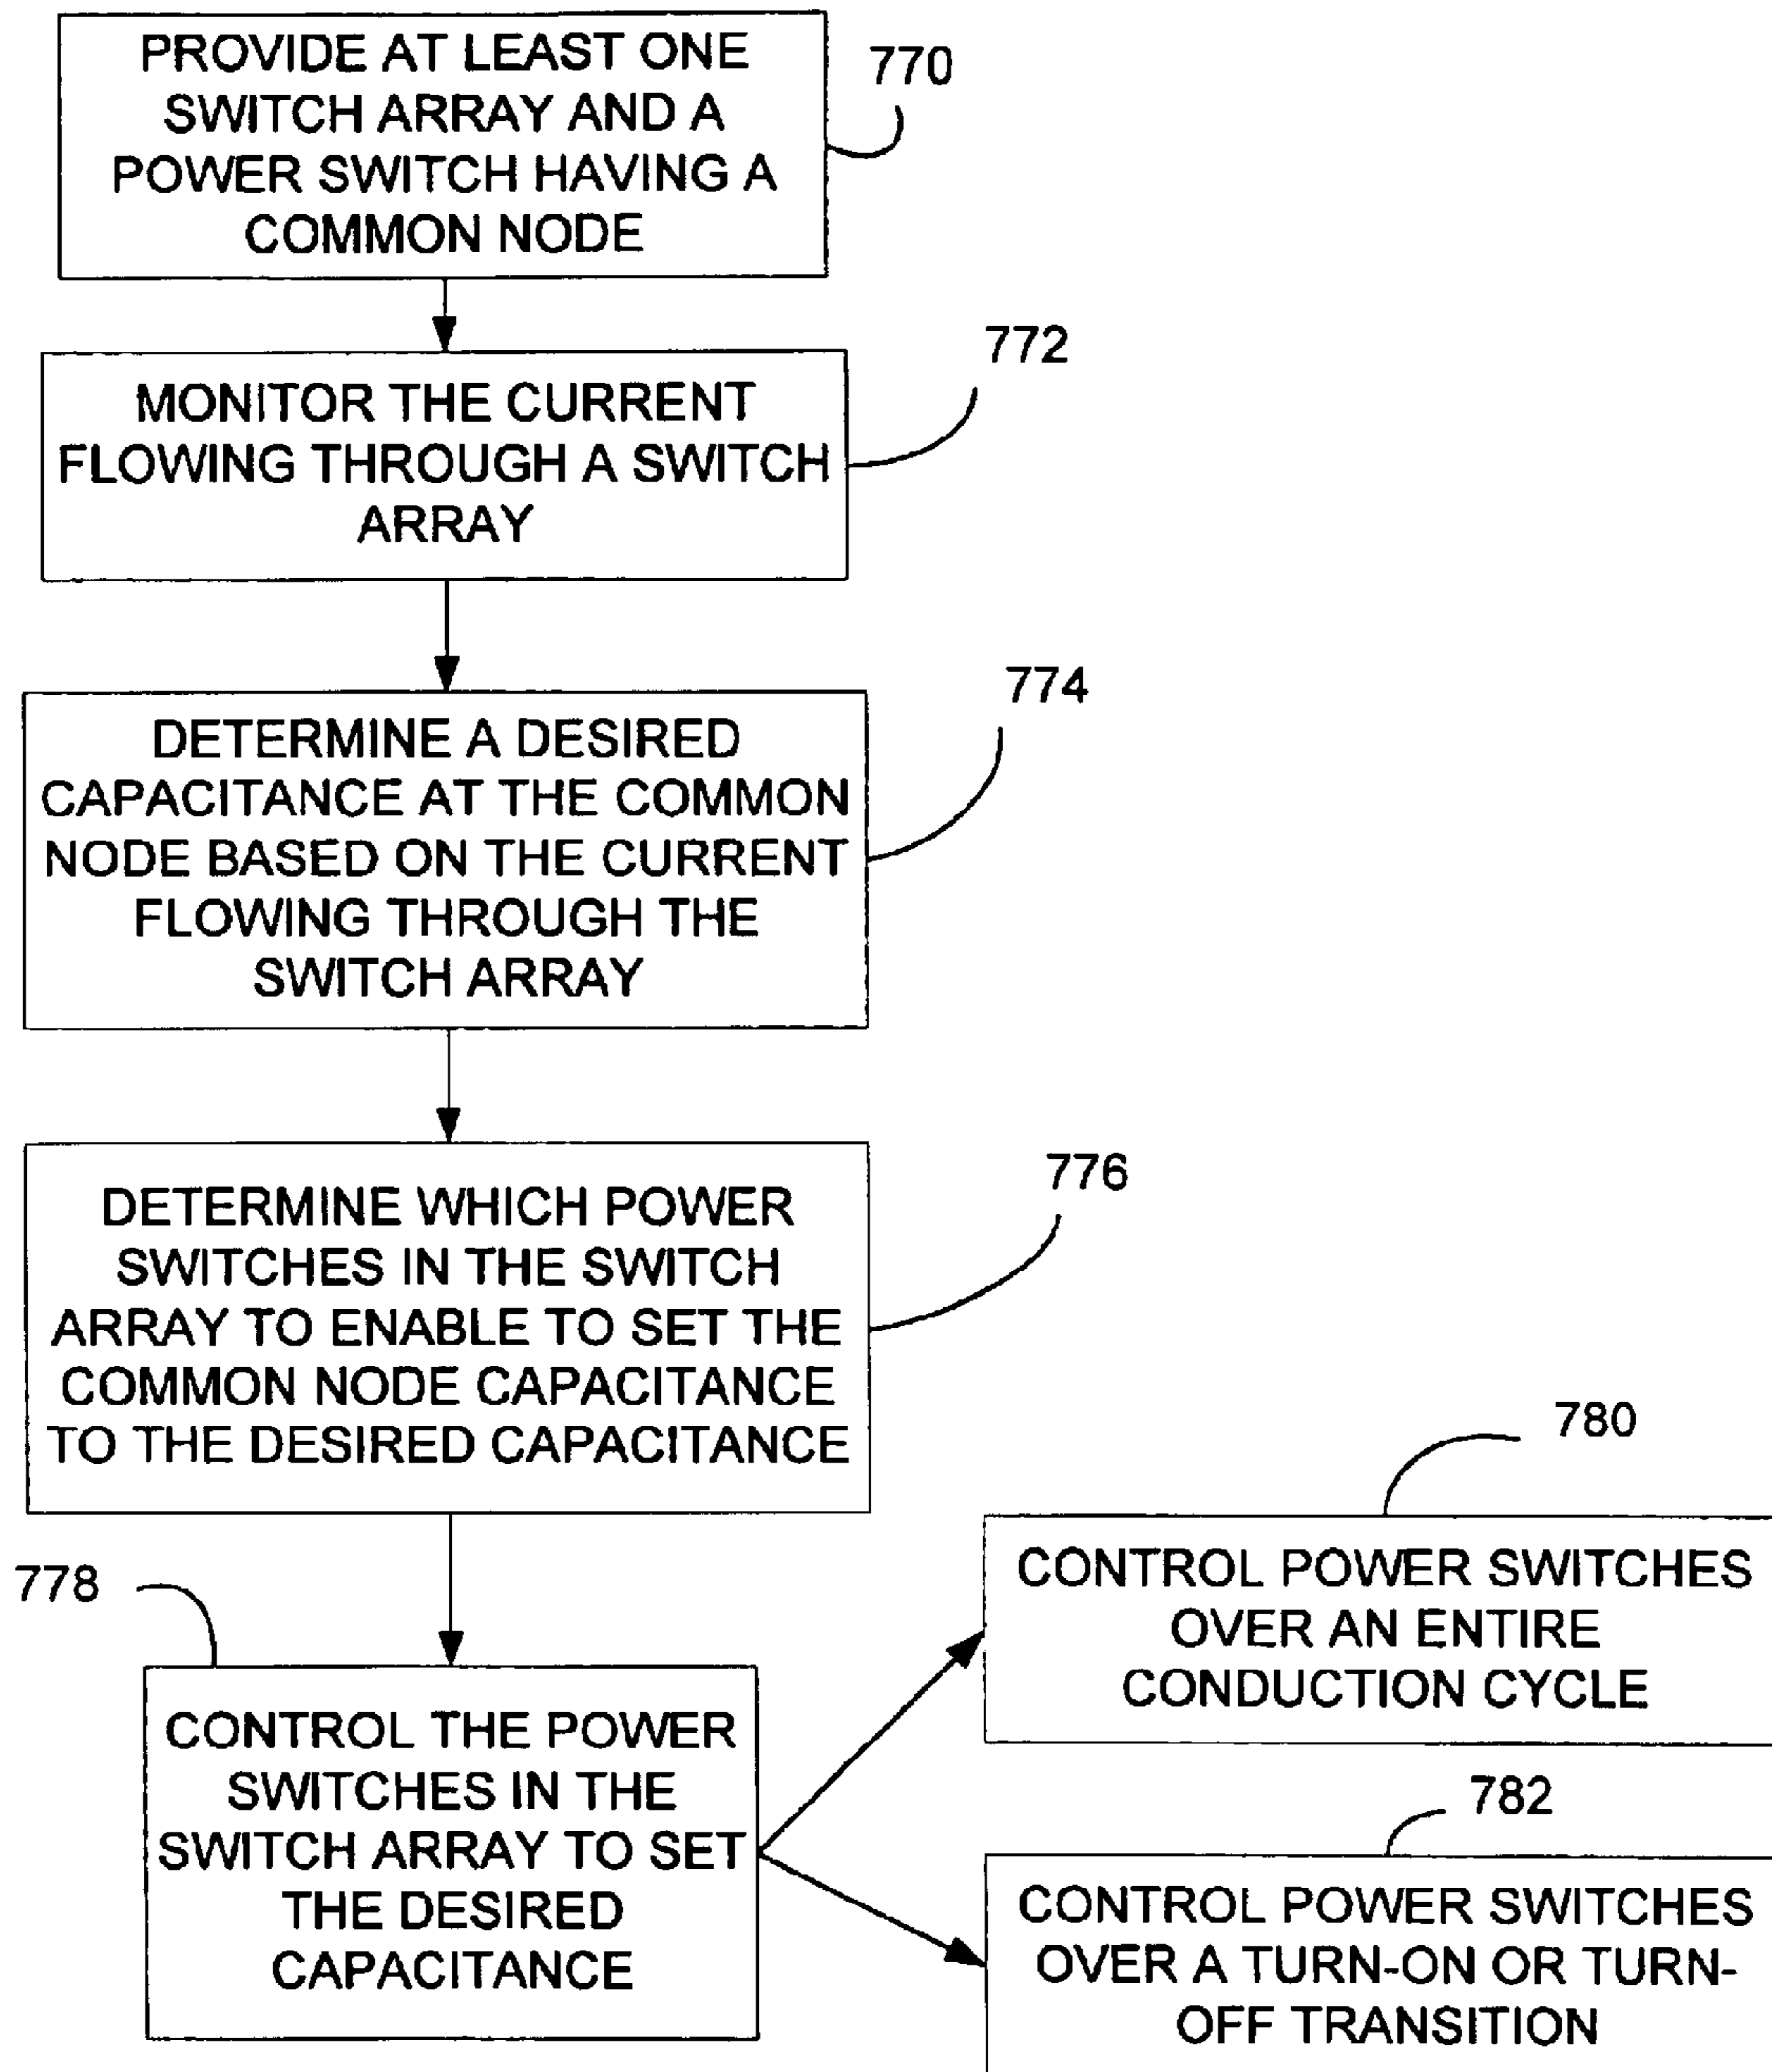 PROVIDE AT LEAST ONE
SWITCH ARRAY AND A
POWER SWITCH HAVING A
COMMON NODE
770
MONITOR THE CURRENT
FLOWING THROUGH A SWITCH
ARRAY
772
DETERMINE A DESIRED
CAPACITANCE AT THE COMMON
NODE BASED ON THE CURRENT
FLOWING THROUGH THE
SWITCH ARRAY
774
DETERMINE WHICH POWER
SWITCHES IN THE SWITCH
ARRAY TO ENABLE TO SET THE
COMMON NODE CAPACITANCE
TO THE DESIRED CAPACITANCE
776
778
CONTROL THE POWER
SWITCHES IN THE
SWITCH ARRAY TO SET
THE DESIRED
CAPACITANCE
780
CONTROL POWER SWITCHES
OVER AN ENTIRE
CONDUCTION CYCLE
782
CONTROL POWER SWITCHES
OVER A TURN-ON OR TURN-
OFF TRANSITION